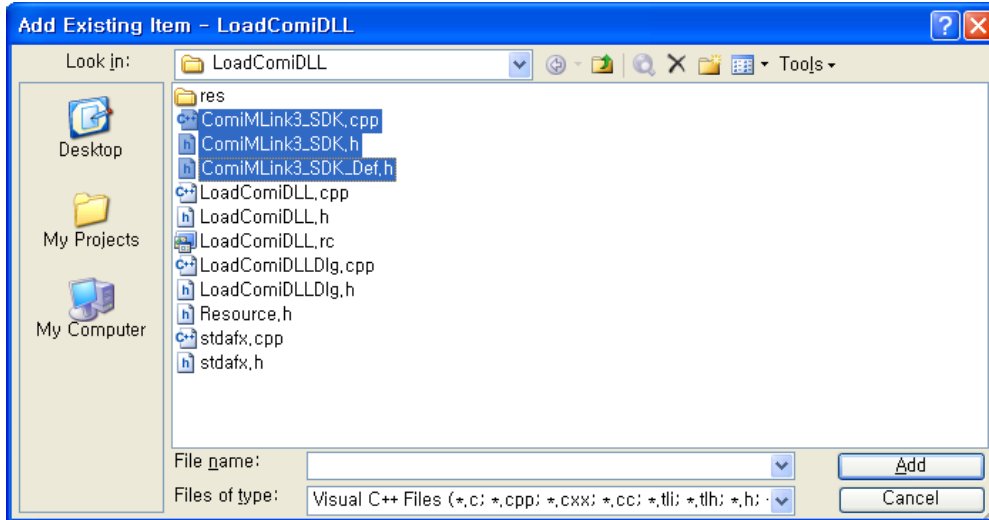 Add Existing Item - LoadComiDLL
Look in:
LoadComiDLL
Tools
Desktop
My Projects
My Computer
res
ComiMLink3_SDK.cpp
ComiMLink3_SDK.h
ComiMLink3_SDK_Def.h
LoadComiDLL.cpp
LoadComiDLL.h
LoadComiDLL.rc
LoadComiDLLDlg.cpp
LoadComiDLLDlg.h
Resource.h
stdafx.cpp
stdafx.h
File name:
Add
Files of type:
Visual C++ Files (*.c; *.cpp; *.cxx; *.cc; *.tli; *.tlh; *.h;
Cancel